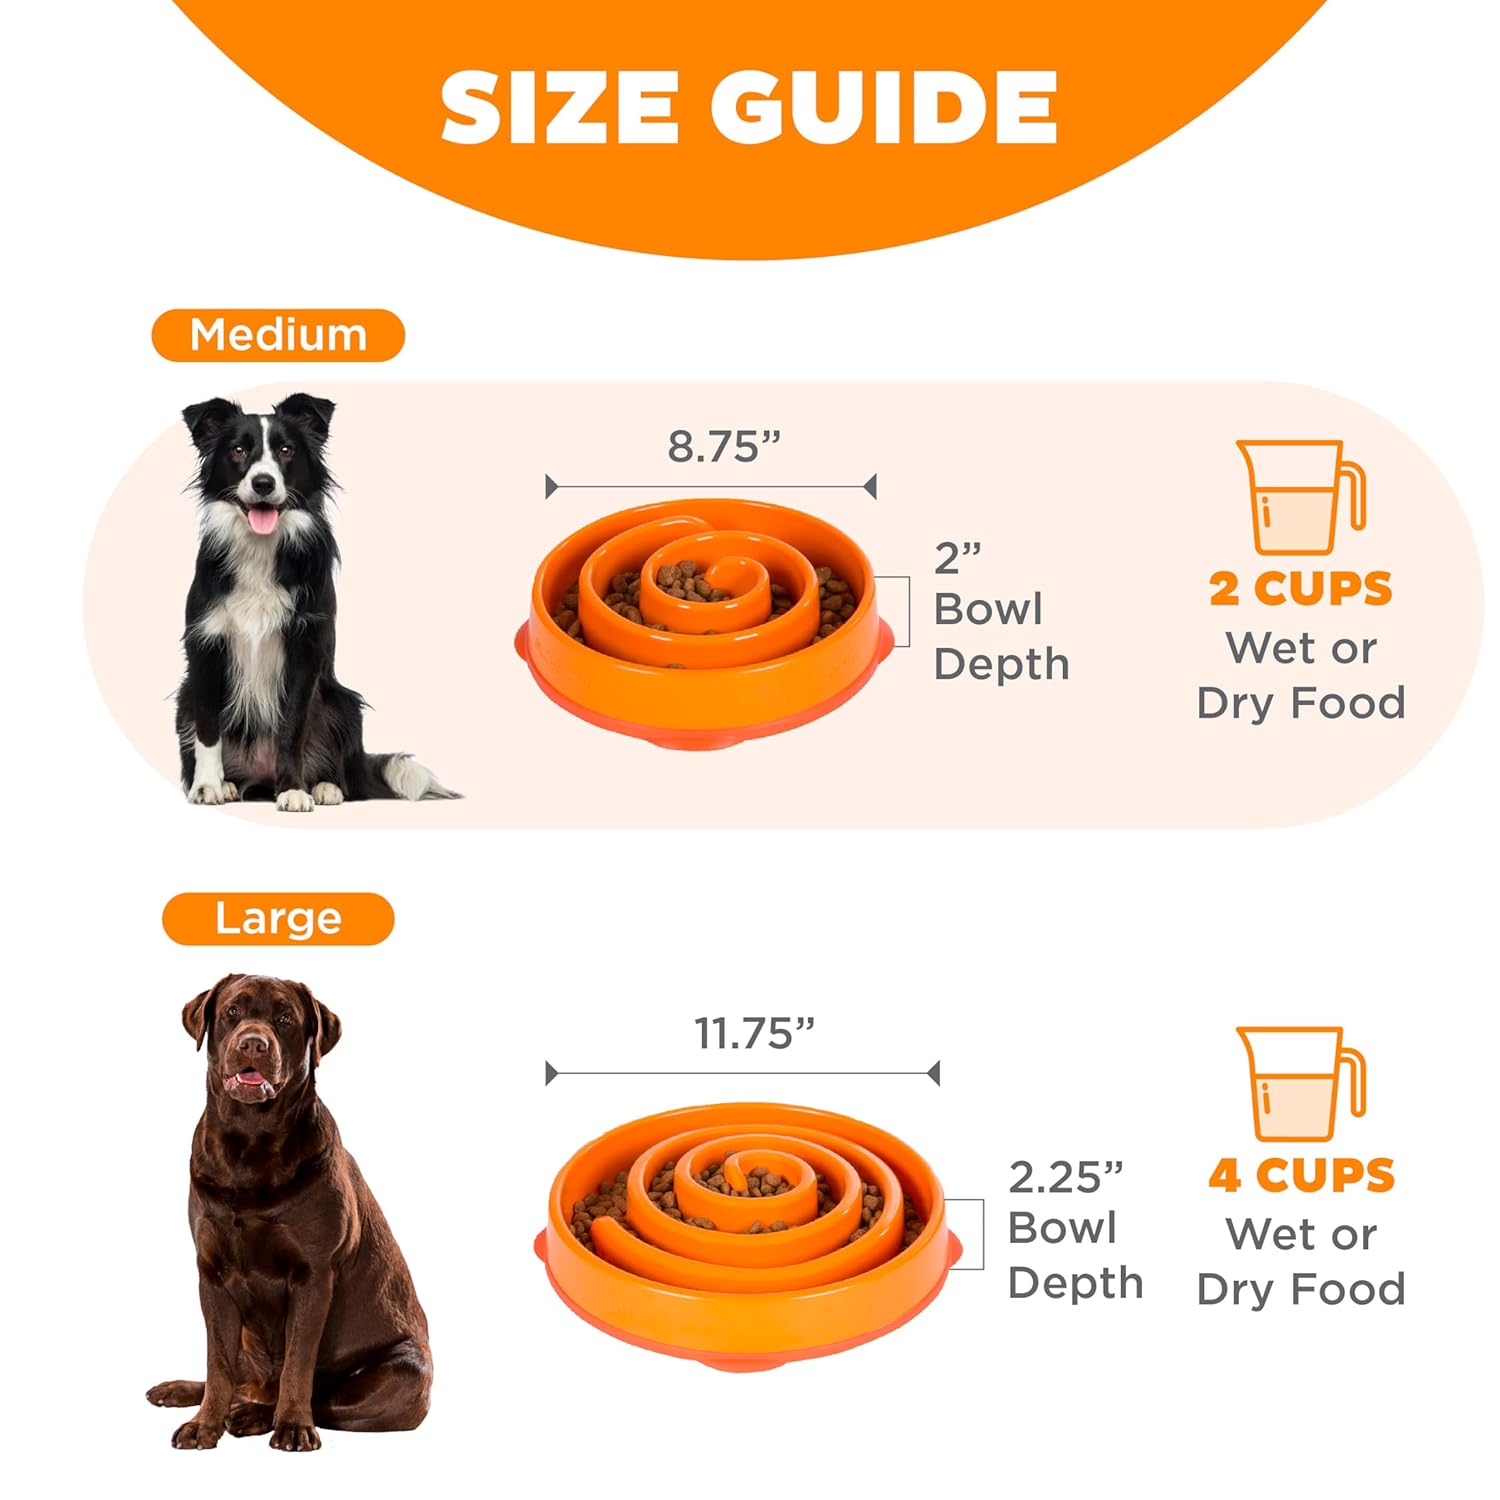 SIZE GUIDE
Medium
8.75”
2”
Bowl
Depth
2 CUPS
Wet or
Dry Food
Large
11.75”
2.25”
Bowl
Depth
4 CUPS
Wet or
Dry Food